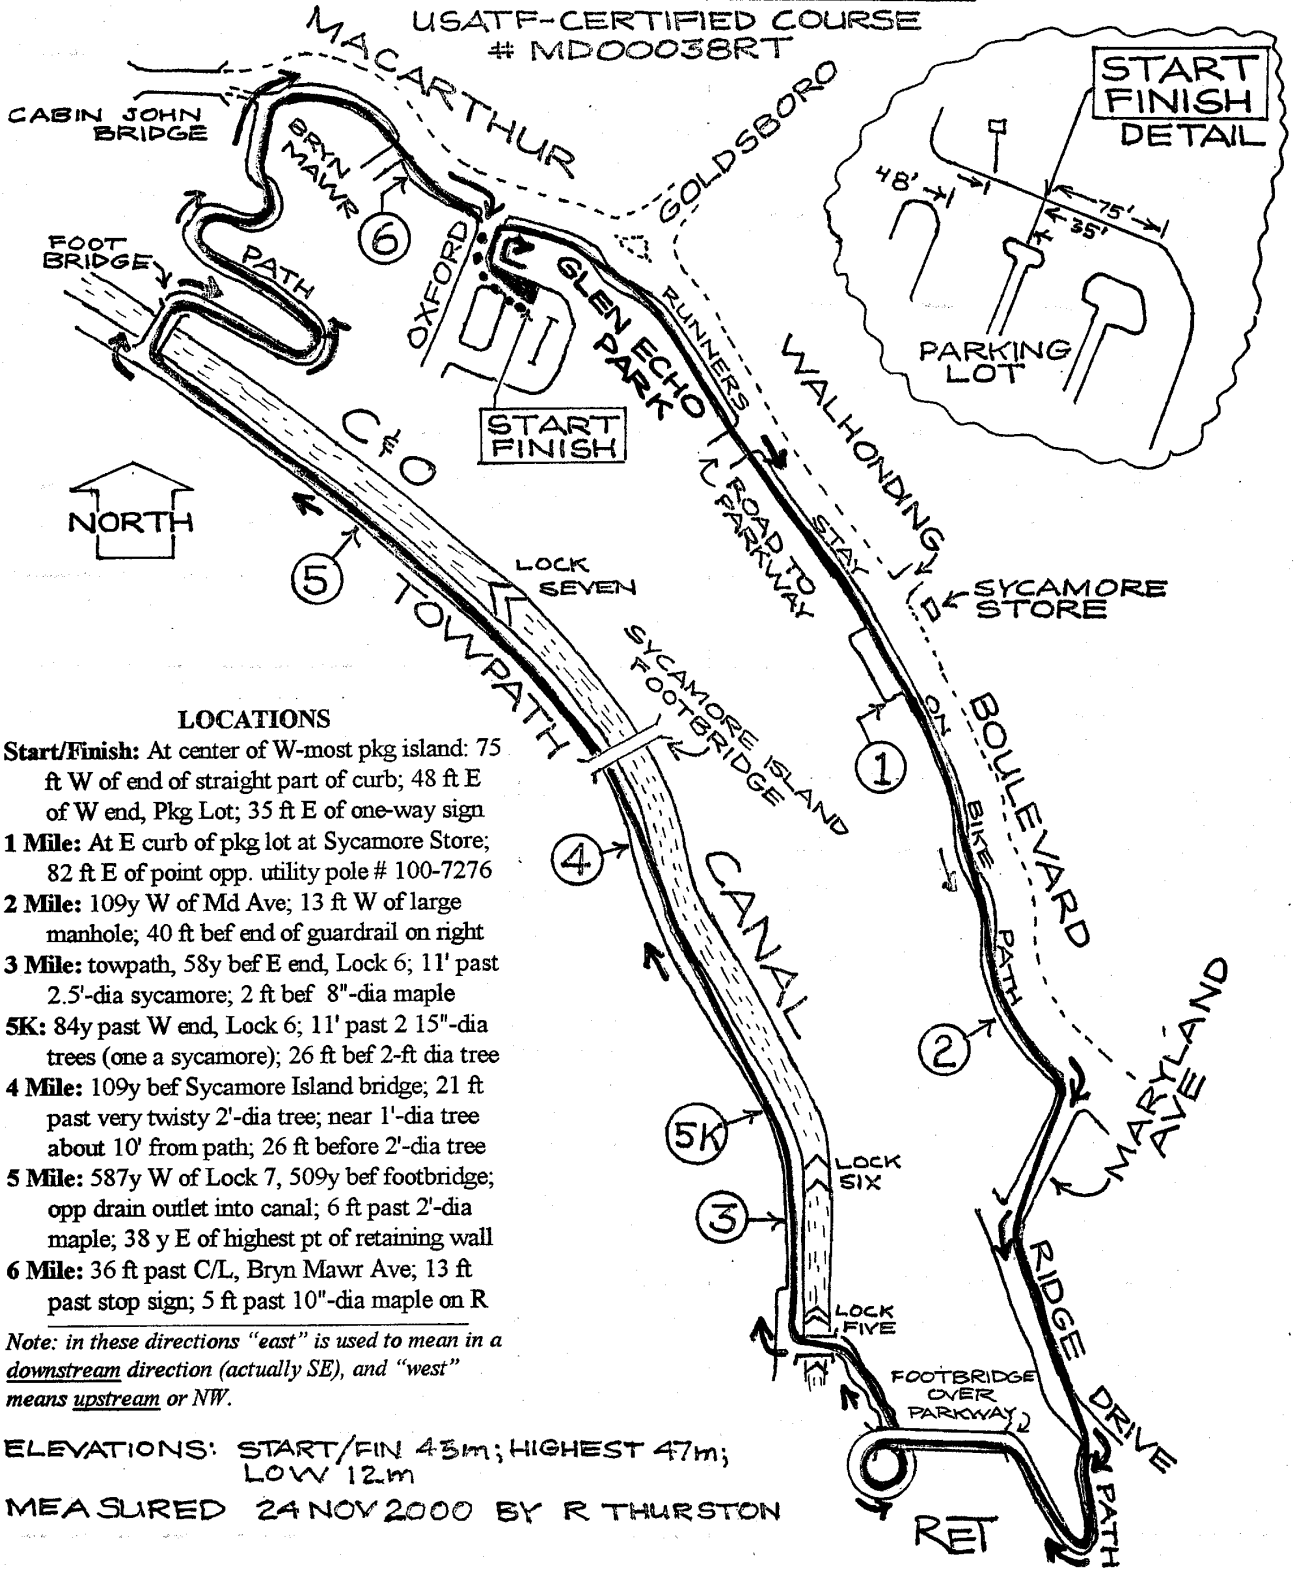 USATF-CERTIFIED COURSE
# MD00038RT
MACARTHUR
GOLDSBORO
START
FINISH
DETAIL
CABIN JOHN
BRIDGE
BRYN
MAWR
6
48'
75'
35'
PARKING
LOT
FOOT
BRIDGE
PATH
OXFORD
GLEN ECHO
PARK
RUNNERS
WALHONDING
START
FINISH
C&O
NORTH
5
LOCK
SEVEN
ROAD TO
PARKWAY
STAY
SYCAMORE
STORE
TOWPATH
SYCAMORE ISLAND
FOOTBRIDGE
ON
1
BOULEVARD
BIKE
4
CANAL
PATH
2
MARYLAND
AVE
5K
LOCK
SIX
3
RIDGE
LOCK
FIVE
FOOTBRIDGE
OVER
PARKWAY
DRIVE
PATH
RET
LOCATIONS
Start/Finish: At center of W-most pkg island: 75
ft W of end of straight part of curb; 48 ft E
of W end, Pkg Lot; 35 ft E of one-way sign
1 Mile: At E curb of pkg lot at Sycamore Store;
82 ft E of point opp. utility pole # 100-7276
2 Mile: 109y W of Md Ave; 13 ft W of large
manhole; 40 ft bef end of guardrail on right
3 Mile: towpath, 58y bef E end, Lock 6; 11' past
2.5'-dia sycamore; 2 ft bef 8"-dia maple
5K: 84y past W end, Lock 6; 11' past 2 15"-dia
trees (one a sycamore); 26 ft bef 2-ft dia tree
4 Mile: 109y bef Sycamore Island bridge; 21 ft
past very twisty 2'-dia tree; near 1'-dia tree
about 10' from path; 26 ft before 2'-dia tree
5 Mile: 587y W of Lock 7, 509y bef footbridge;
opp drain outlet into canal; 6 ft past 2'-dia
maple; 38 y E of highest pt of retaining wall
6 Mile: 36 ft past C/L, Bryn Mawr Ave; 13 ft
past stop sign; 5 ft past 10"-dia maple on R
Note: in these directions "east" is used to mean in a
downstream direction (actually SE), and "west"
means upstream or NW.
ELEVATIONS: START/FIN 43m; HIGHEST 47m;
LOW 12m
MEASURED 24 NOV 2000 BY R THURSTON